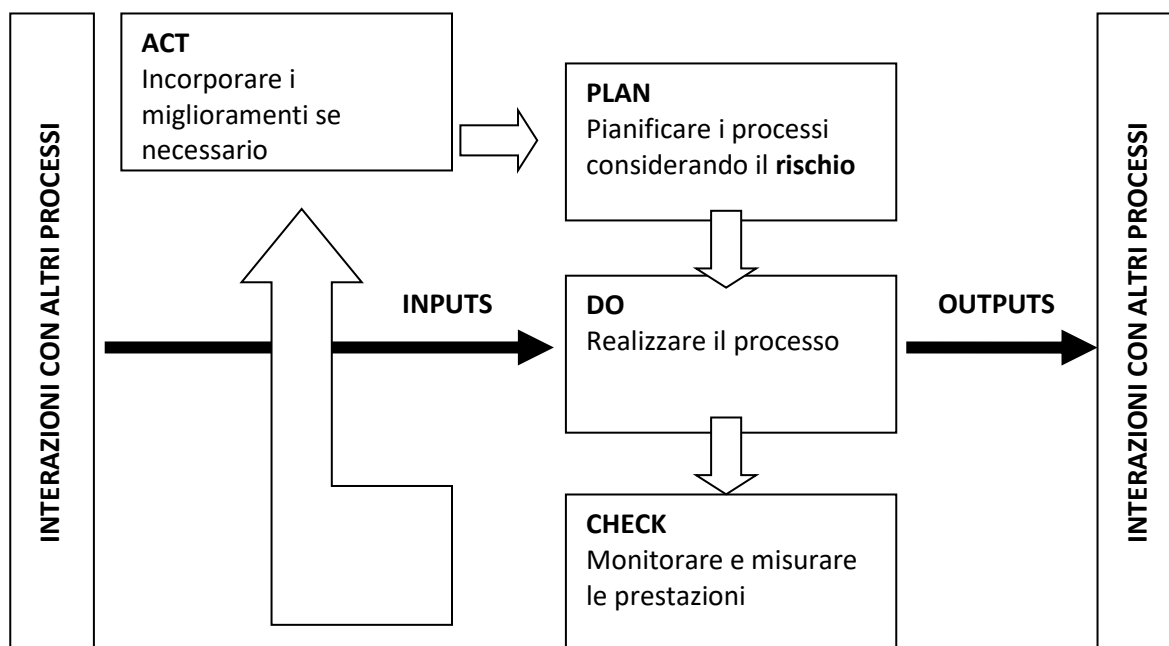 INTERAZIONI CON ALTRI PROCESSI
ACT
Incorporare i
miglioramenti se
necessario
PLAN
Pianificare i processi
considerando il rischio
INPUTS
DO
Realizzare il processo
OUTPUTS
CHECK
Monitorare e misurare
le prestazioni
INTERAZIONI CON ALTRI PROCESSI